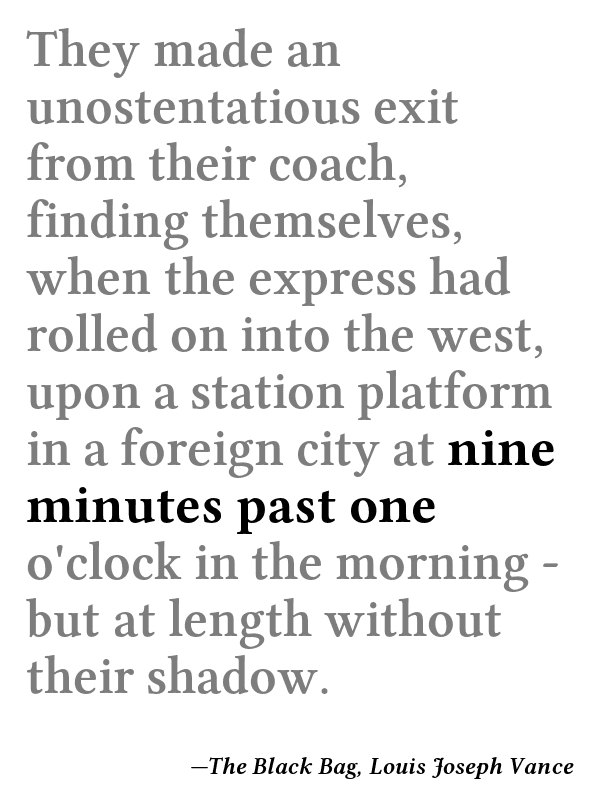 They made an
unostentatious exit
from their coach,
finding themselves,
when the express had
rolled on into the west,
upon a station platform
in a foreign city at nine
minutes past one
o'clock in the morning -
but at length without
their shadow.
—The Black Bag, Louis Joseph Vance